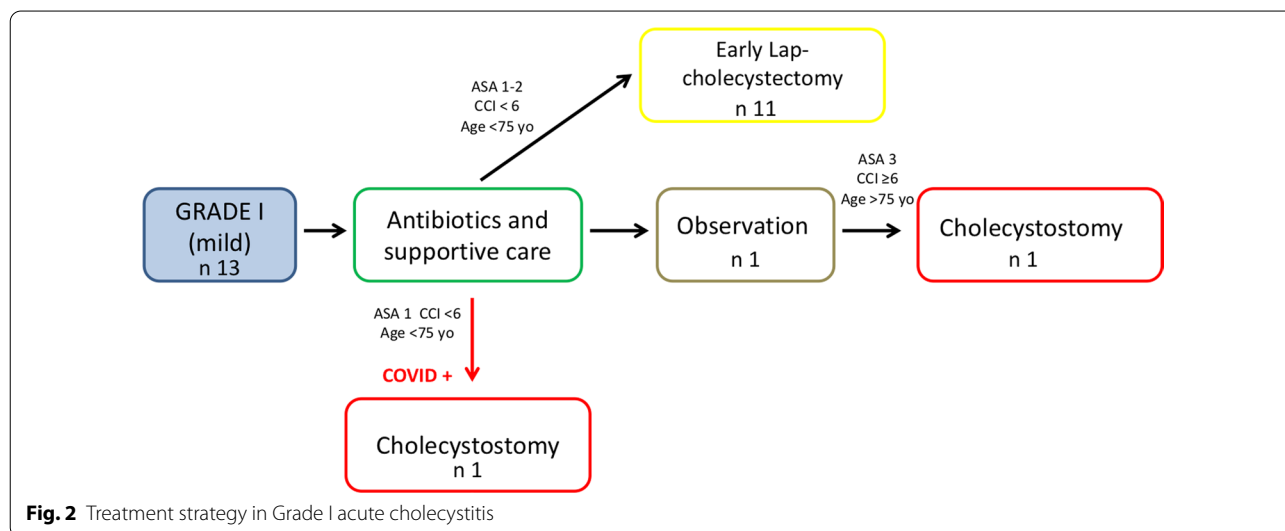 Early Lap-
cholecystectomy
n 11
ASA 1-2
CCI < 6
Age <75 yo
ASA 3
CCI ≥6
Age >75 yo
GRADE I
(mild)
n 13
Antibiotics and
supportive care
Observation
n 1
Cholecystostomy
n 1
ASA 1 CCI <6
Age <75 yo
COVID +
Cholecystostomy
n 1
Fig. 2 Treatment strategy in Grade I acute cholecystitis